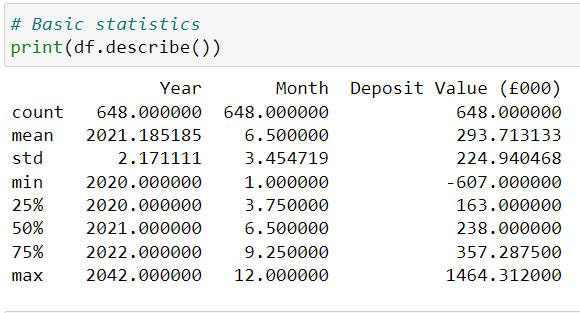 # Basic statistics
print(df.describe())
Year Month Deposit Value (£000)
count 648.000000 648.000000 648.000000
mean 2021.185185 6.500000 293.713133
std 2.171111 3.454719 224.940468
min 2020.000000 1.000000 -607.000000
25% 2020.000000 3.750000 163.000000
50% 2021.000000 6.500000 238.000000
75% 2022.000000 9.250000 357.287500
max 2042.000000 12.000000 1464.312000